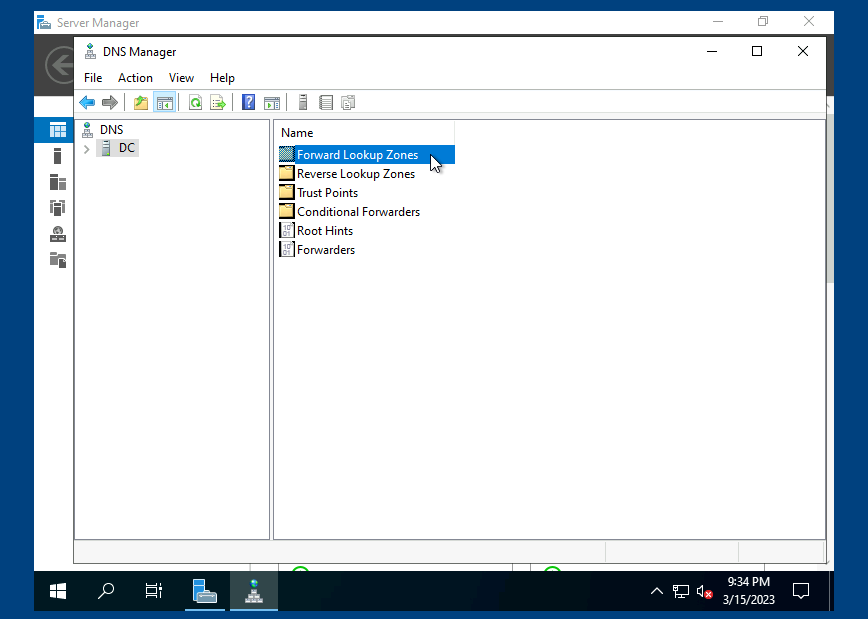 Server Manager
DNS Manager
File Action View Help
DNS
DC
Name
Forward Lookup Zones
Reverse Lookup Zones
Trust Points
Conditional Forwarders
Root Hints
Forwarders
9:34 PM
3/15/2023